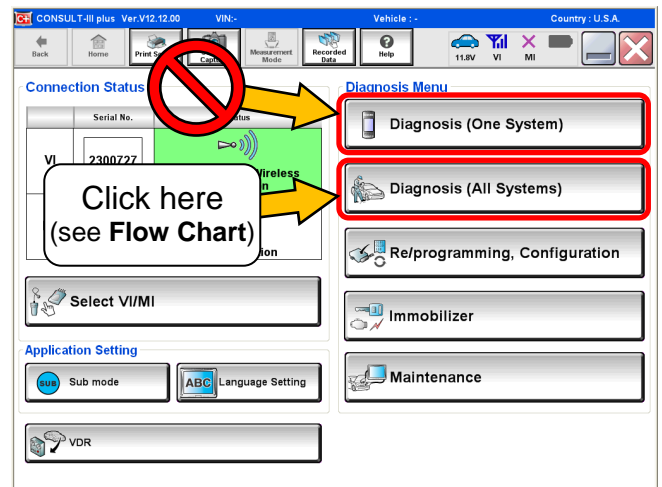 CONSULT-III plus Ver.V12.12.00 VIN:- Vehicle : - Country : U.S.A.
Back Home Measurement Mode Recorded Data Help 11.8V VI MI
Connection Status
Diagnosis Menu
Serial No.
Diagnosis (One System)
VI 2300727
Wireless
Click here
(see Flow Chart)
Diagnosis (All Systems)
Re/programming, Configuration
Select VI/MI
Immobilizer
Application Setting
SUB Sub mode
ABC Language Setting
Maintenance
VDR